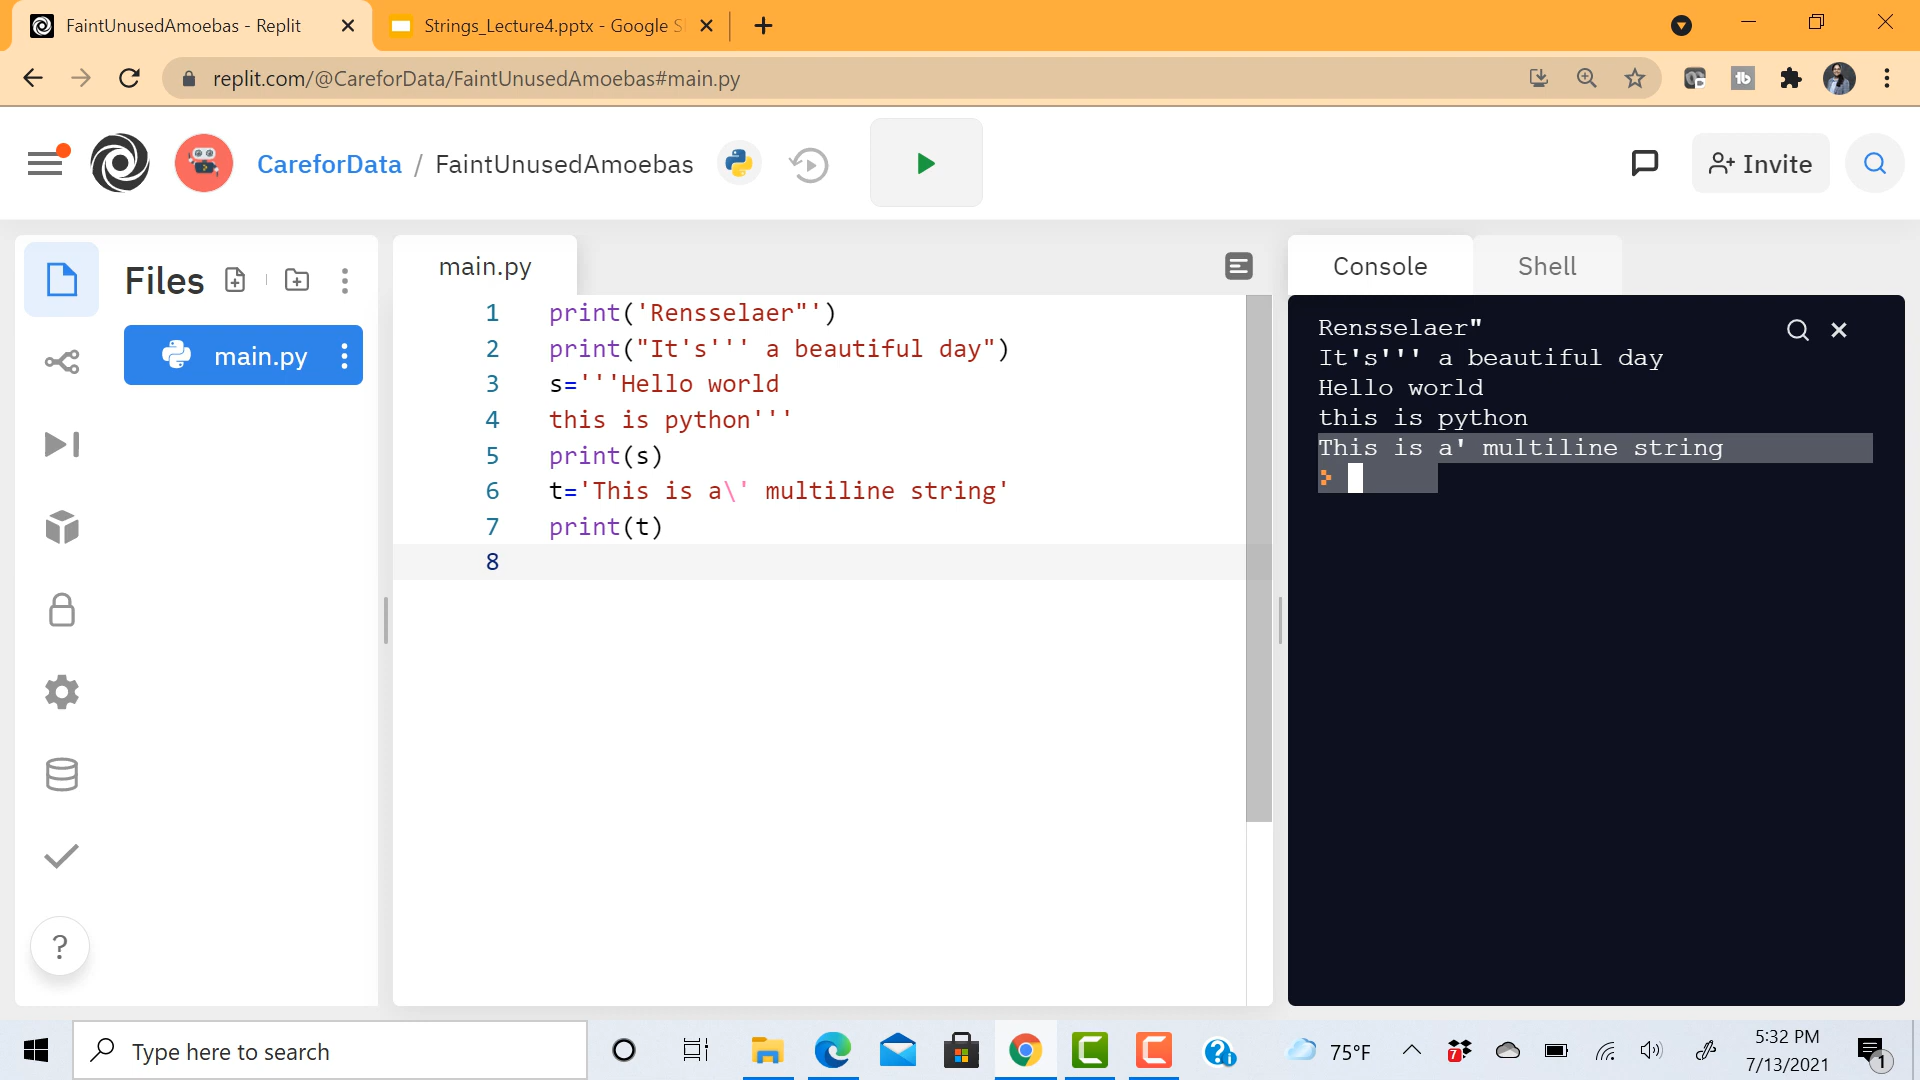 FaintUnusedAmoebas - Replit
Strings_Lecture4.pptx - Google S
replit.com/@CareforData/FaintUnusedAmoebas#main.py
tb
CareforData / FaintUnusedAmoebas
Invite
Files
main.py
main.py
1 print('Rensselaer"')
2 print("It's''' a beautiful day")
3 s='''Hello world
4 this is python'''
5 print(s)
6 t='This is a\' multiline string'
7 print(t)
8
Console
Shell
Rensselaer"
It's''' a beautiful day
Hello world
this is python
This is a' multiline string
?
Type here to search
75°F
7
5:32 PM
7/13/2021
1